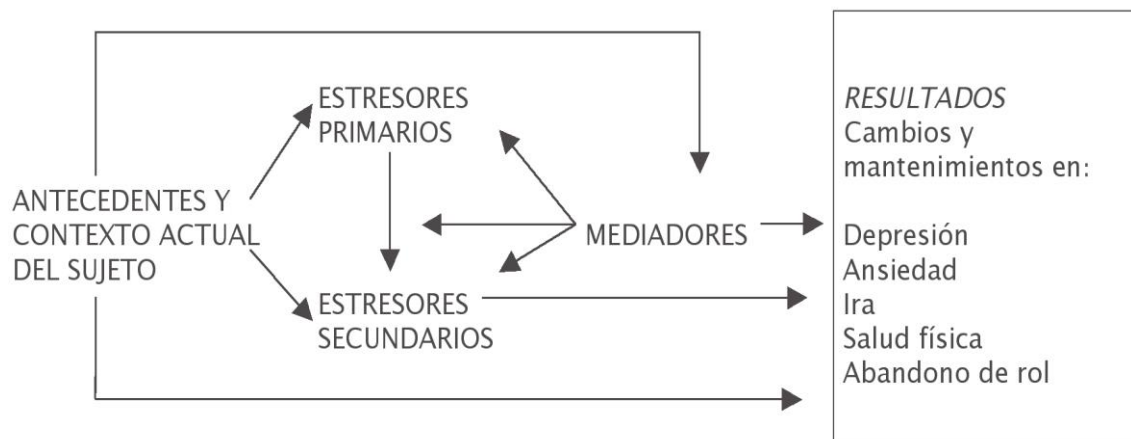 ESTRESORES
PRIMARIOS
ANTECEDENTES Y
CONTEXTO ACTUAL
DEL SUJETO
MEDIADORES
ESTRESORES
SECUNDARIOS
RESULTADOS
Cambios y
mantenimientos en:
Depresión
Ansiedad
Ira
Salud física
Abandono de rol